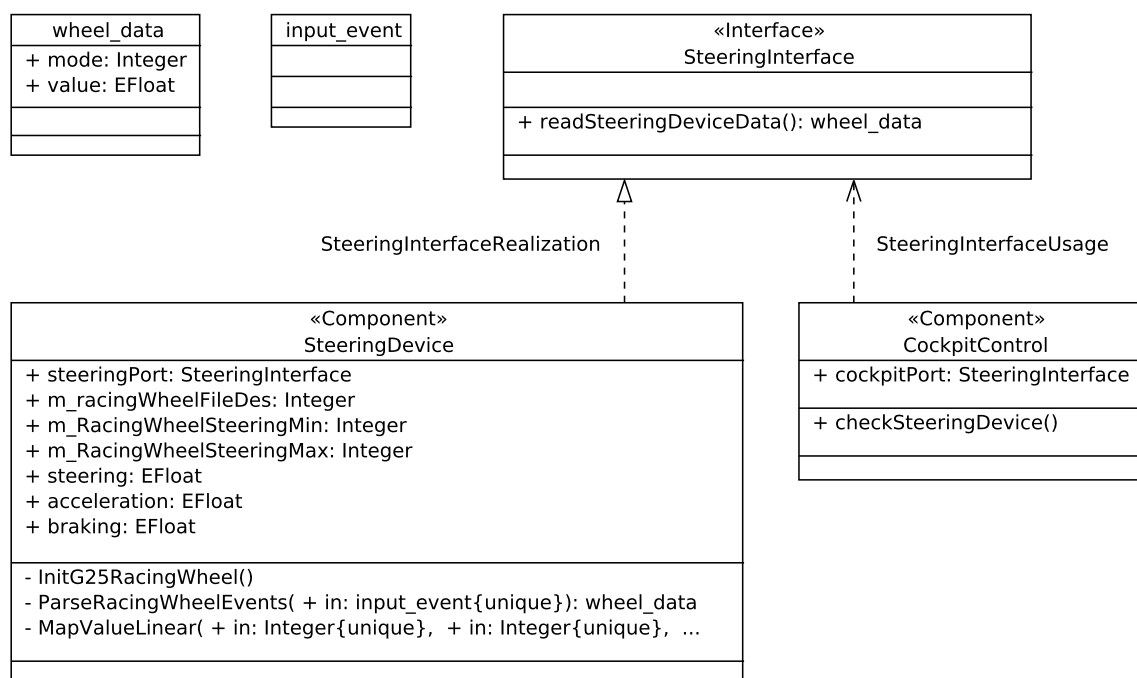 wheel_data
+ mode: Integer
+ value: EFloat
input_event
«Interface»
SteeringInterface
+ readSteeringDeviceData(): wheel_data
SteeringInterfaceRealization
SteeringInterfaceUsage
«Component»
SteeringDevice
+ steeringPort: SteeringInterface
+ m_racingWheelFileDes: Integer
+ m_RacingWheelSteeringMin: Integer
+ m_RacingWheelSteeringMax: Integer
+ steering: EFloat
+ acceleration: EFloat
+ braking: EFloat
- InitG25RacingWheel()
- ParseRacingWheelEvents( + in: input_event{unique}): wheel_data
- MapValueLinear( + in: Integer{unique},  + in: Integer{unique},  ...
«Component»
CockpitControl
+ cockpitPort: SteeringInterface
+ checkSteeringDevice()